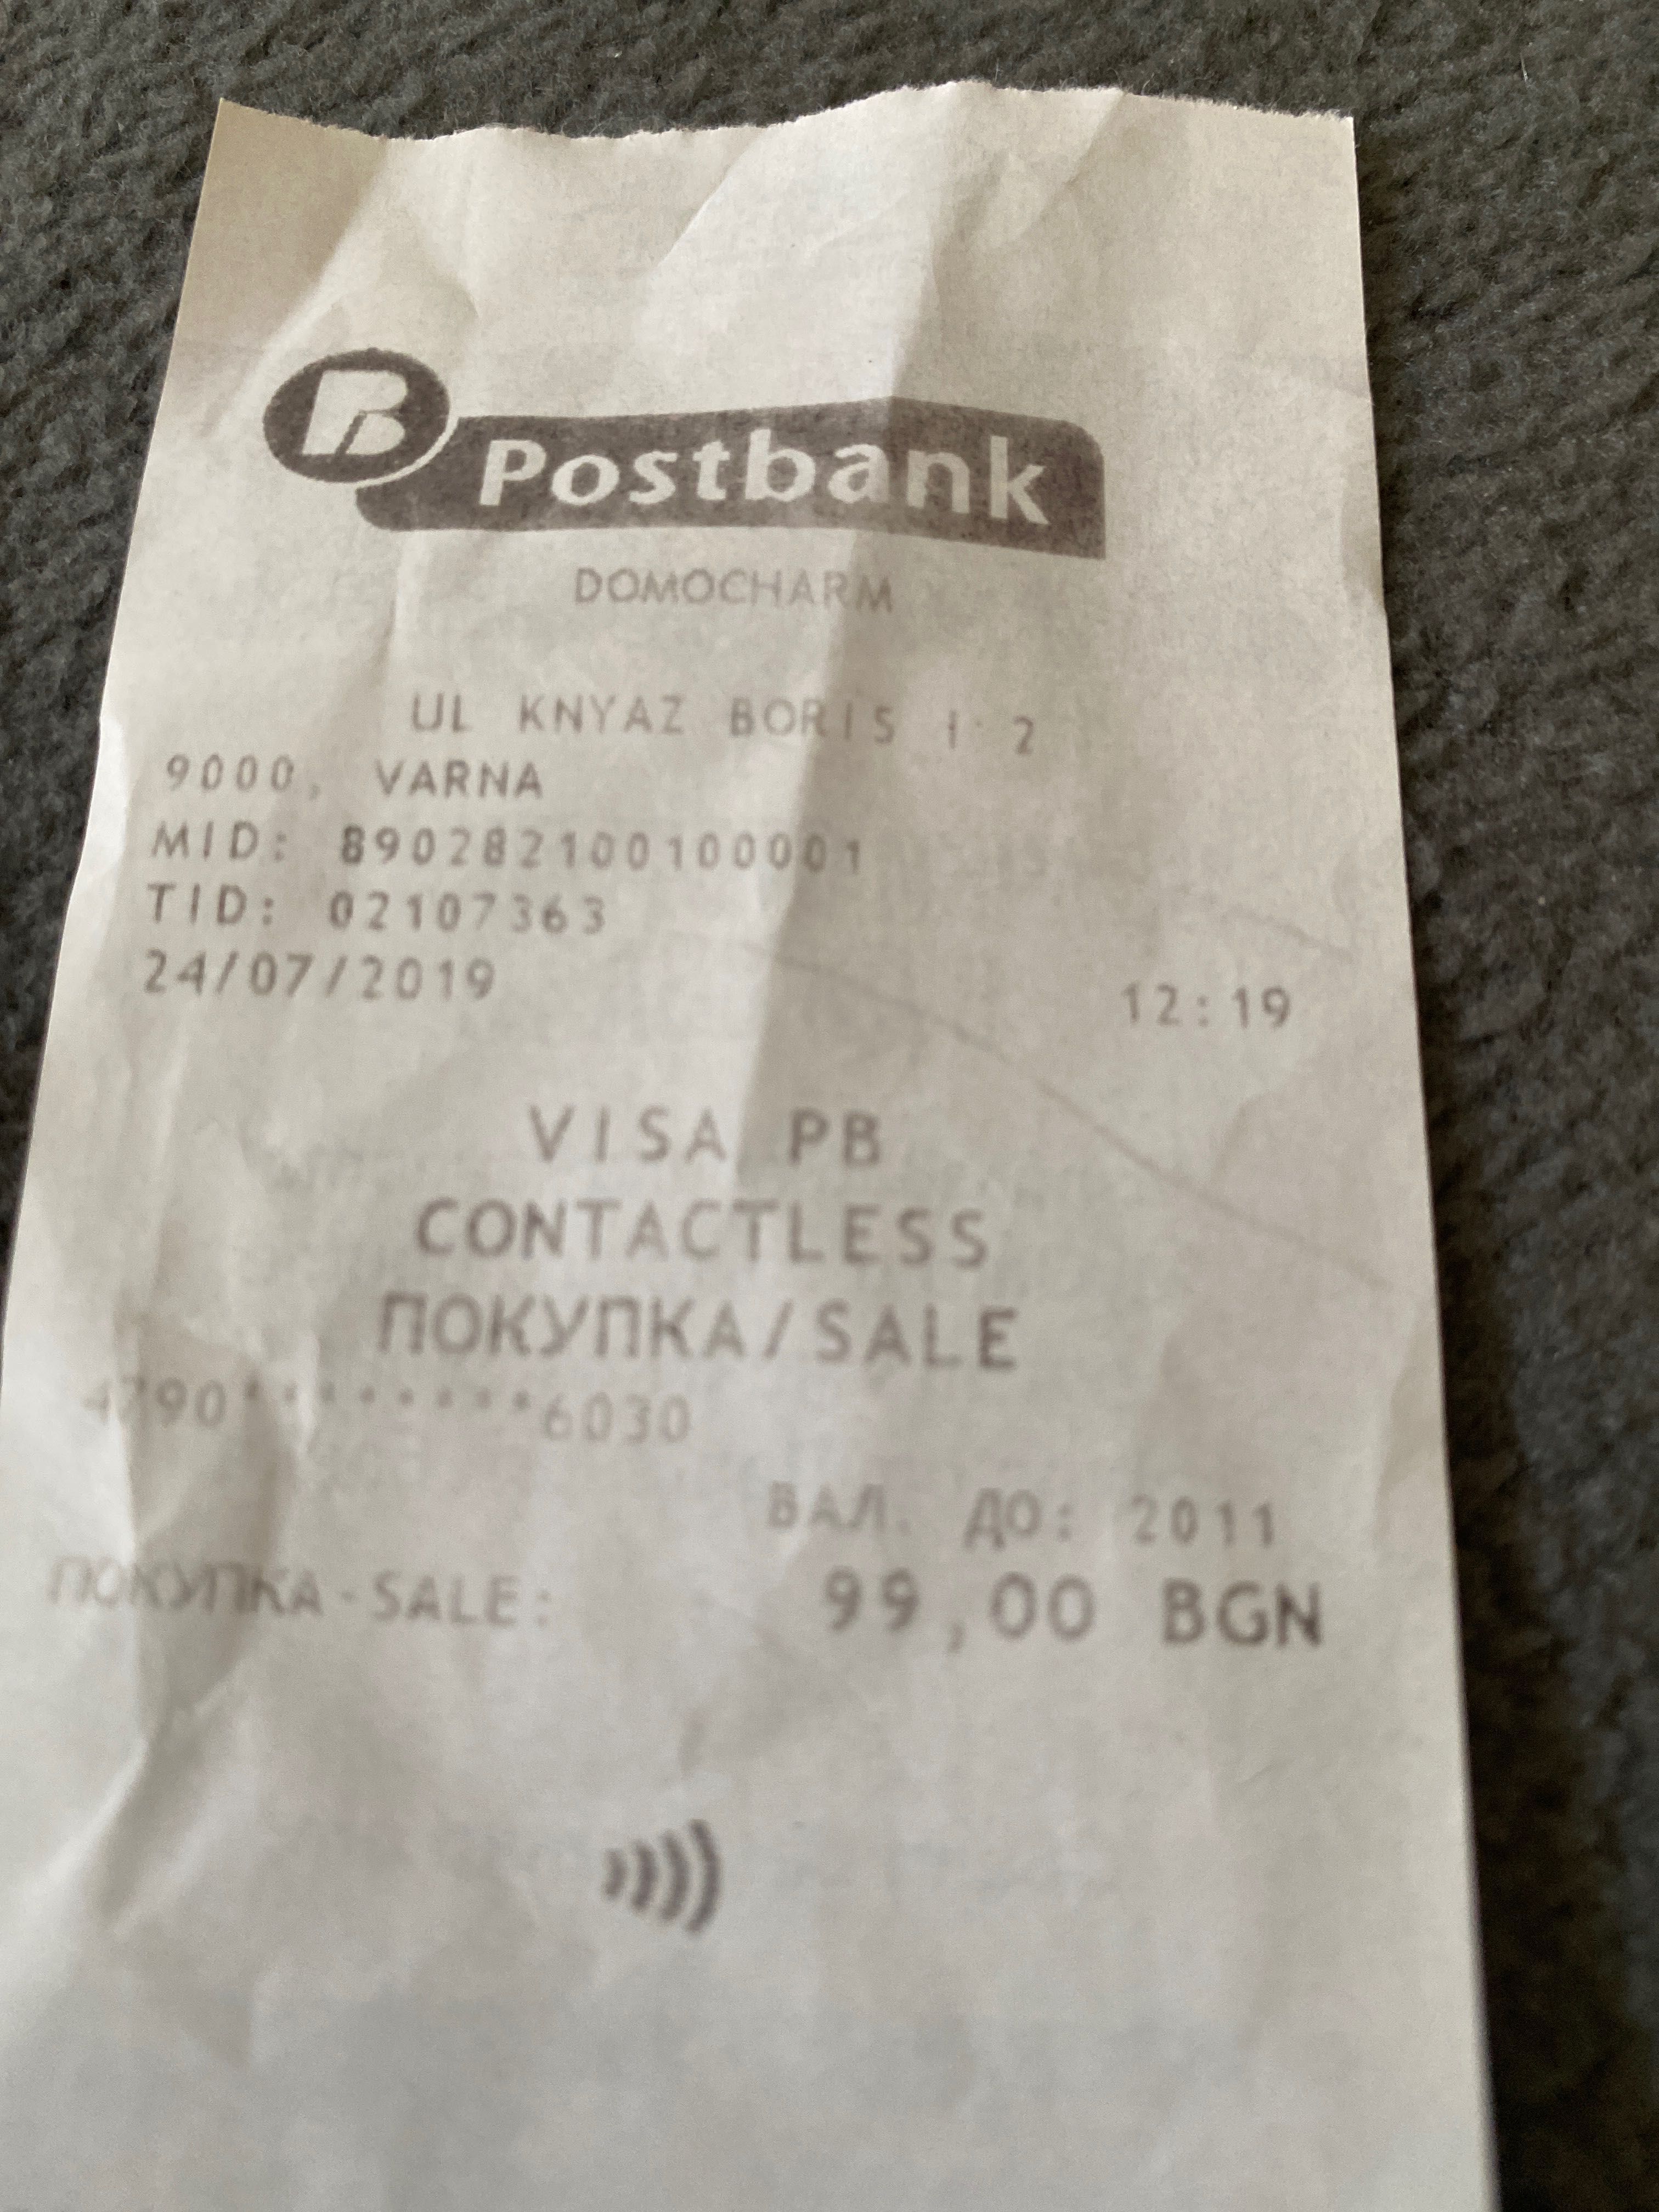 Postbank
DOMOCHARM
UL KNYAZ BORIS I 2
9000, VARNA
MID: 890282100100001
TID: 02107363
24/07/2019 12:19
VISA PB
CONTACTLESS
ПОКУПКА/SALE
4790*********6030
ВАЛ. ДО: 2011
ПОКУПКА-SALE: 99,00 BGN